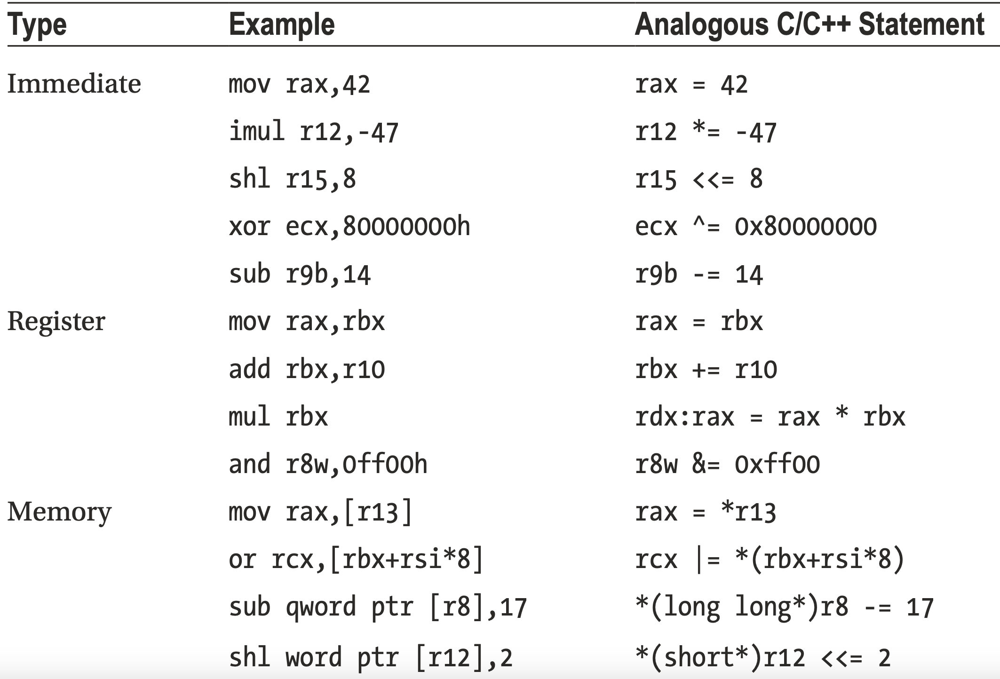 Type Example Analogous C/C++ Statement
Immediate mov rax,42 rax = 42
imul r12,-47 r12 *= -47
shl r15,8 r15 <<= 8
xor ecx,80000000h ecx ^= 0x80000000
sub r9b,14 r9b -= 14
Register mov rax,rbx rax = rbx
add rbx,r10 rbx += r10
mul rbx rdx:rax = rax * rbx
and r8w,0ff00h r8w &= 0xff00
Memory mov rax,[r13] rax = *r13
or rcx,[rbx+rsi*8] rcx |= *(rbx+rsi*8)
sub qword ptr [r8],17 *(long long*)r8 -= 17
shl word ptr [r12],2 *(short*)r12 <<= 2